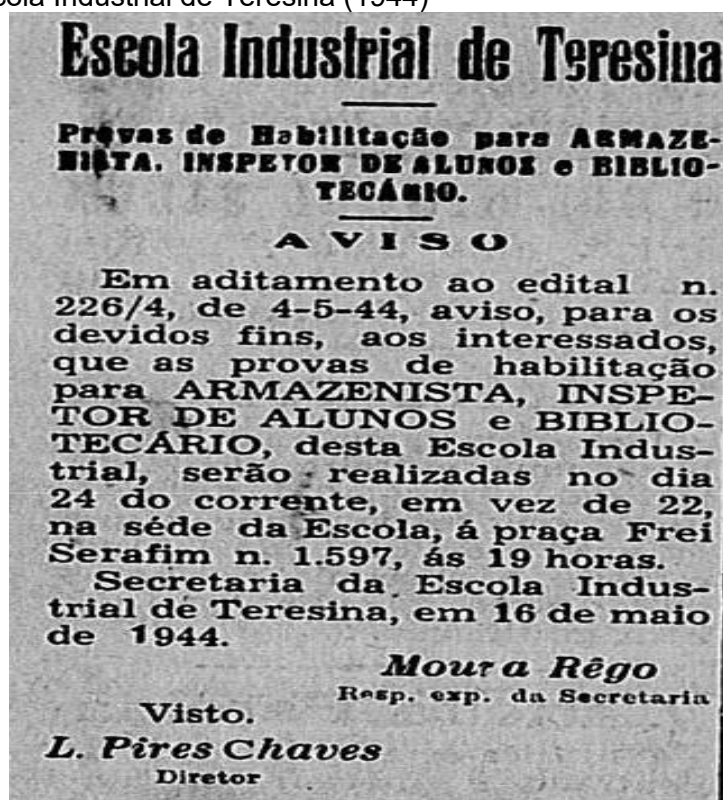 ola Industrial de Teresina (1944)
Escola Industrial de Teresina
Provas de Habilitação para ARMAZE-
NISTA. INSPETOR DE ALUNOS e BIBLIO-
TECÁRIO.
AVISO
Em aditamento ao edital n.
226/4, de 4-5-44, aviso, para os
devidos fins, aos interessados,
que as provas de habilitação
para ARMAZENISTA, INSPE-
TOR DE ALUNOS e BIBLIO-
TECÁRIO, desta Escola Indus-
trial, serão realizadas no dia
24 do corrente, em vez de 22,
na séde da Escola, á praça Frei
Serafim n. 1.597, ás 19 horas.
Secretaria da Escola Indus-
trial de Teresina, em 16 de maio
de 1944.
Moura Rêgo
Resp. exp. da Secretaria
Visto.
L. Pires Chaves
Diretor